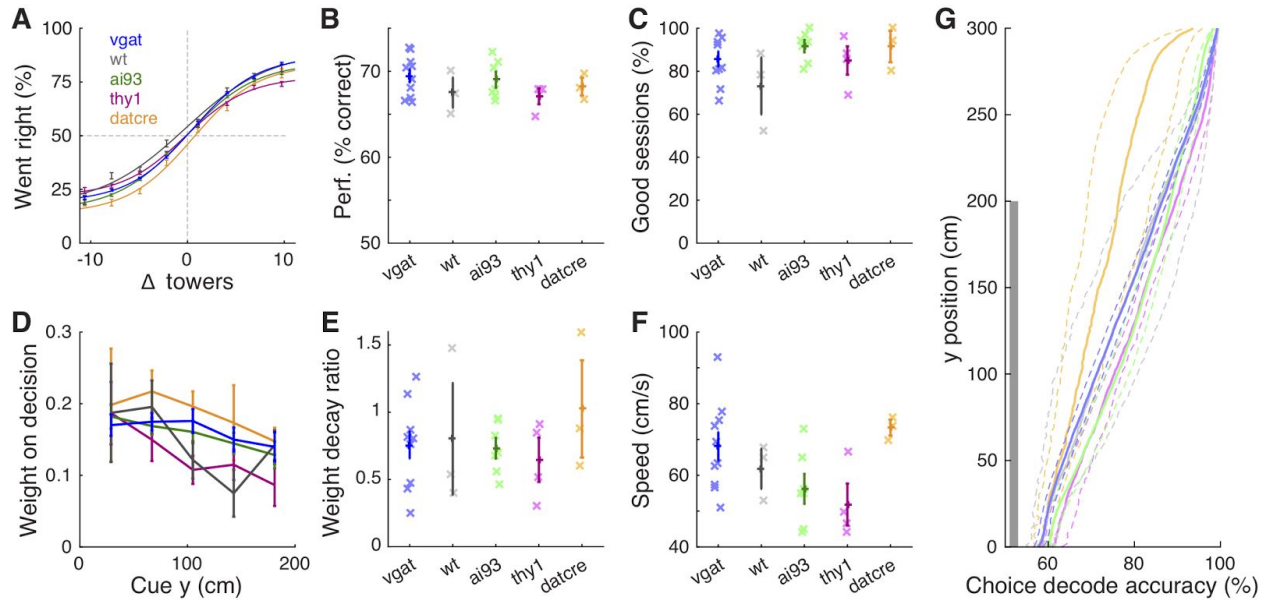 A
vgat
wt
ai93
thy1
datcre
Went right (%)
100
75
50
25
0
-10
0
10
Δ towers
B
Perf. (% correct)
70
60
50
vgat
wt
ai93
thy1
datcre
C
Good sessions (%)
100
80
60
40
20
0
vgat
wt
ai93
thy1
datcre
D
Weight on decision
0.3
0.2
0.1
0
0
100
200
Cue y (cm)
E
Weight decay ratio
1.5
1
0.5
0
vgat
wt
ai93
thy1
datcre
F
Speed (cm/s)
100
80
60
40
vgat
wt
ai93
thy1
datcre
G
y position (cm)
300
250
200
150
100
50
0
60
80
100
Choice decode accuracy (%)